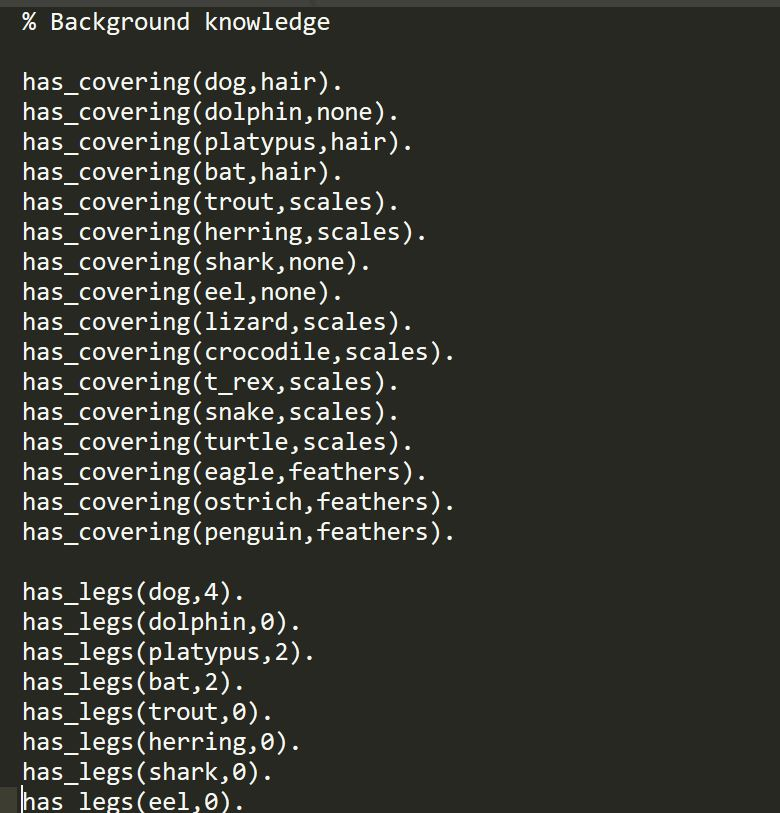 % Background knowledge
has_covering(dog,hair).
has_covering(dolphin,none).
has_covering(platypus,hair).
has_covering(bat,hair).
has_covering(trout,scales).
has_covering(herring,scales).
has_covering(shark,none).
has_covering(eel,none).
has_covering(lizard,scales).
has_covering(crocodile,scales).
has_covering(t_rex,scales).
has_covering(snake,scales).
has_covering(turtle,scales).
has_covering(eagle,feathers).
has_covering(ostrich,feathers).
has_covering(penguin,feathers).
has_legs(dog,4).
has_legs(dolphin,0).
has_legs(platypus,2).
has_legs(bat,2).
has_legs(trout,0).
has_legs(herring,0).
has_legs(shark,0).
has_legs(eel,0).